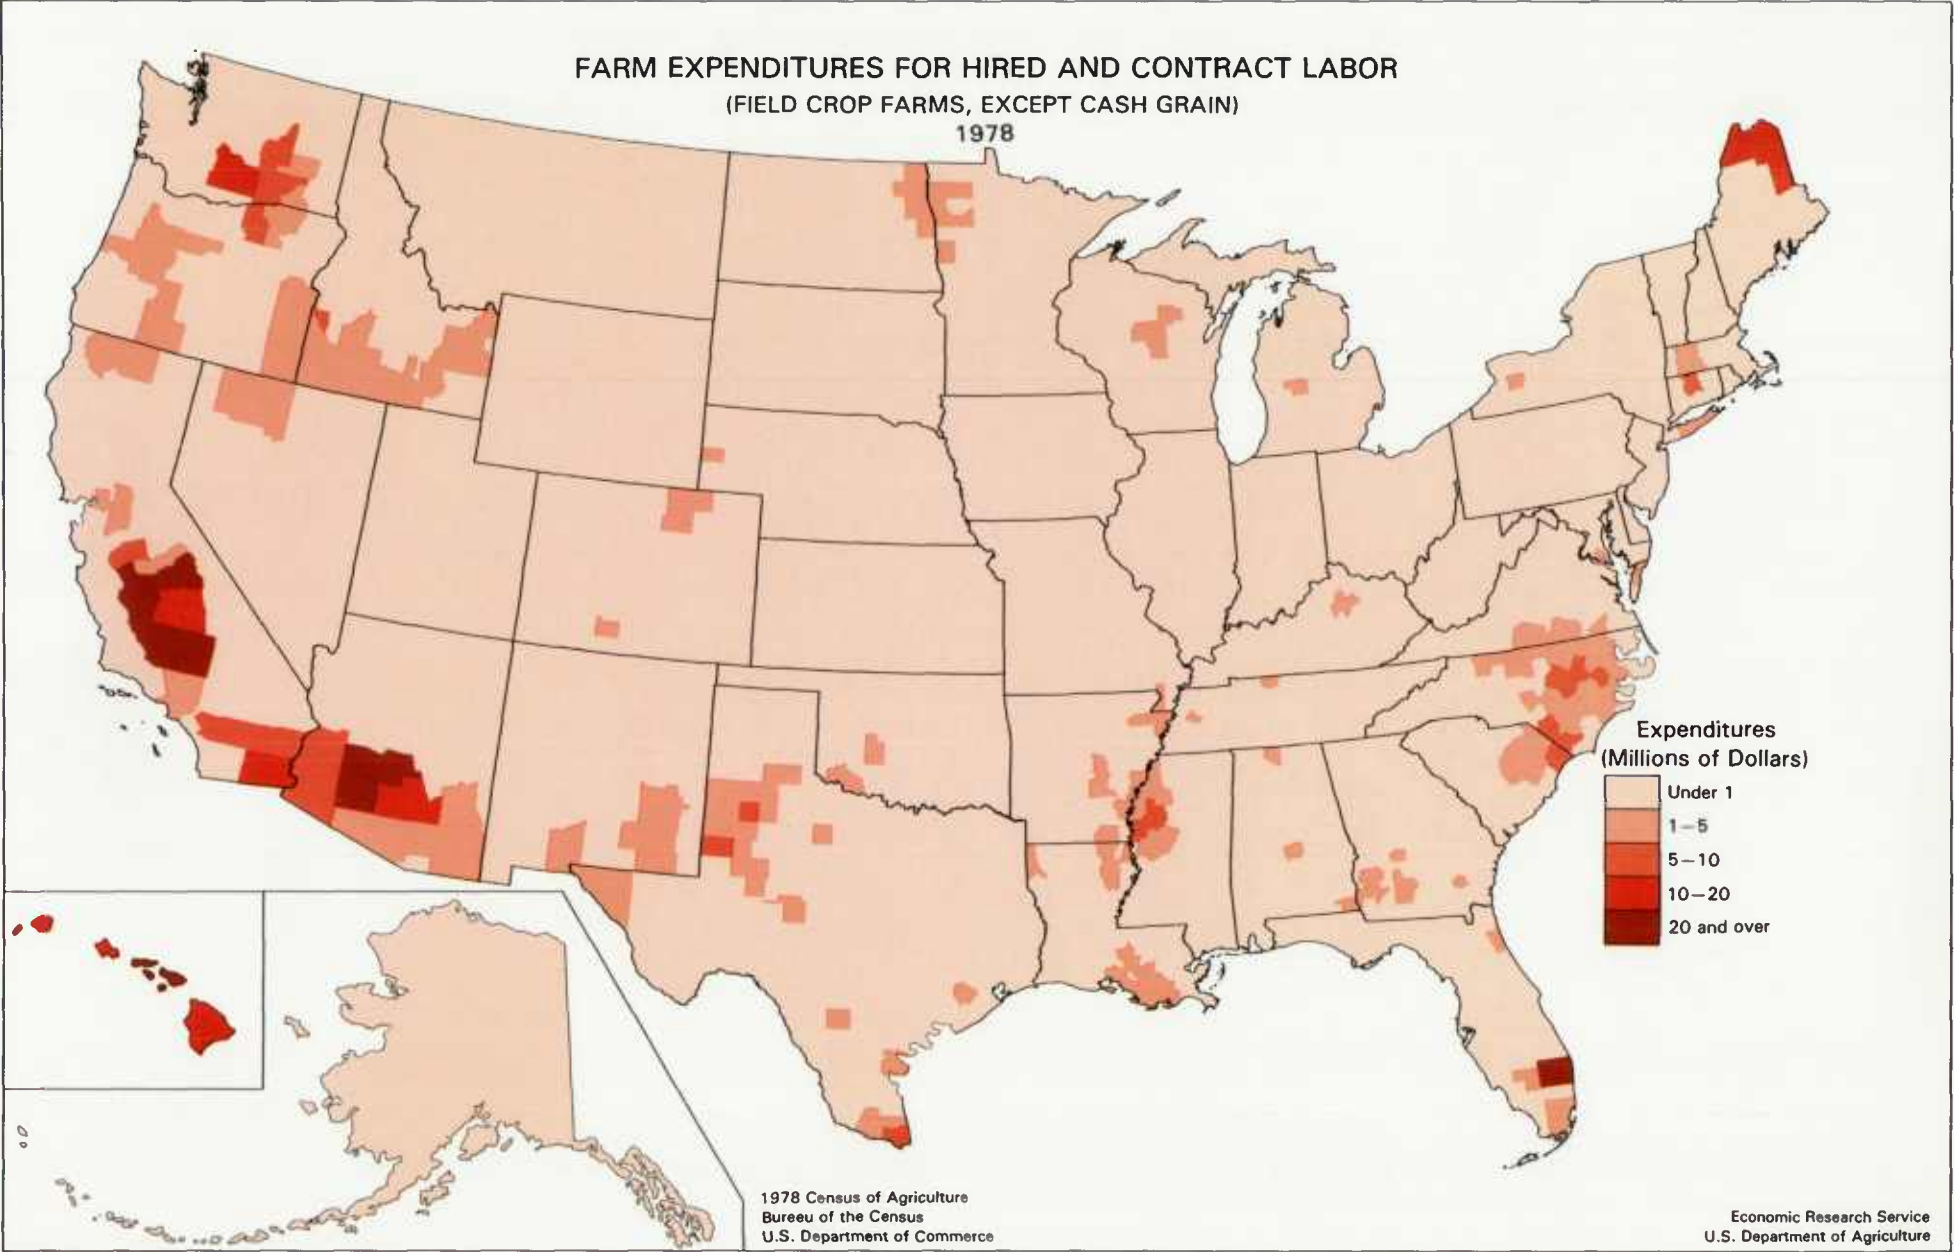 FARM EXPENDITURES FOR HIRED AND CONTRACT LABOR
(FIELD CROP FARMS, EXCEPT CASH GRAIN)
1978
Expenditures
(Millions of Dollars)
Under 1
1–5
5–10
10–20
20 and over
1978 Census of Agriculture
Bureeu of the Census
U.S. Department of Commerce
Economic Research Service
U.S. Department of Agriculture